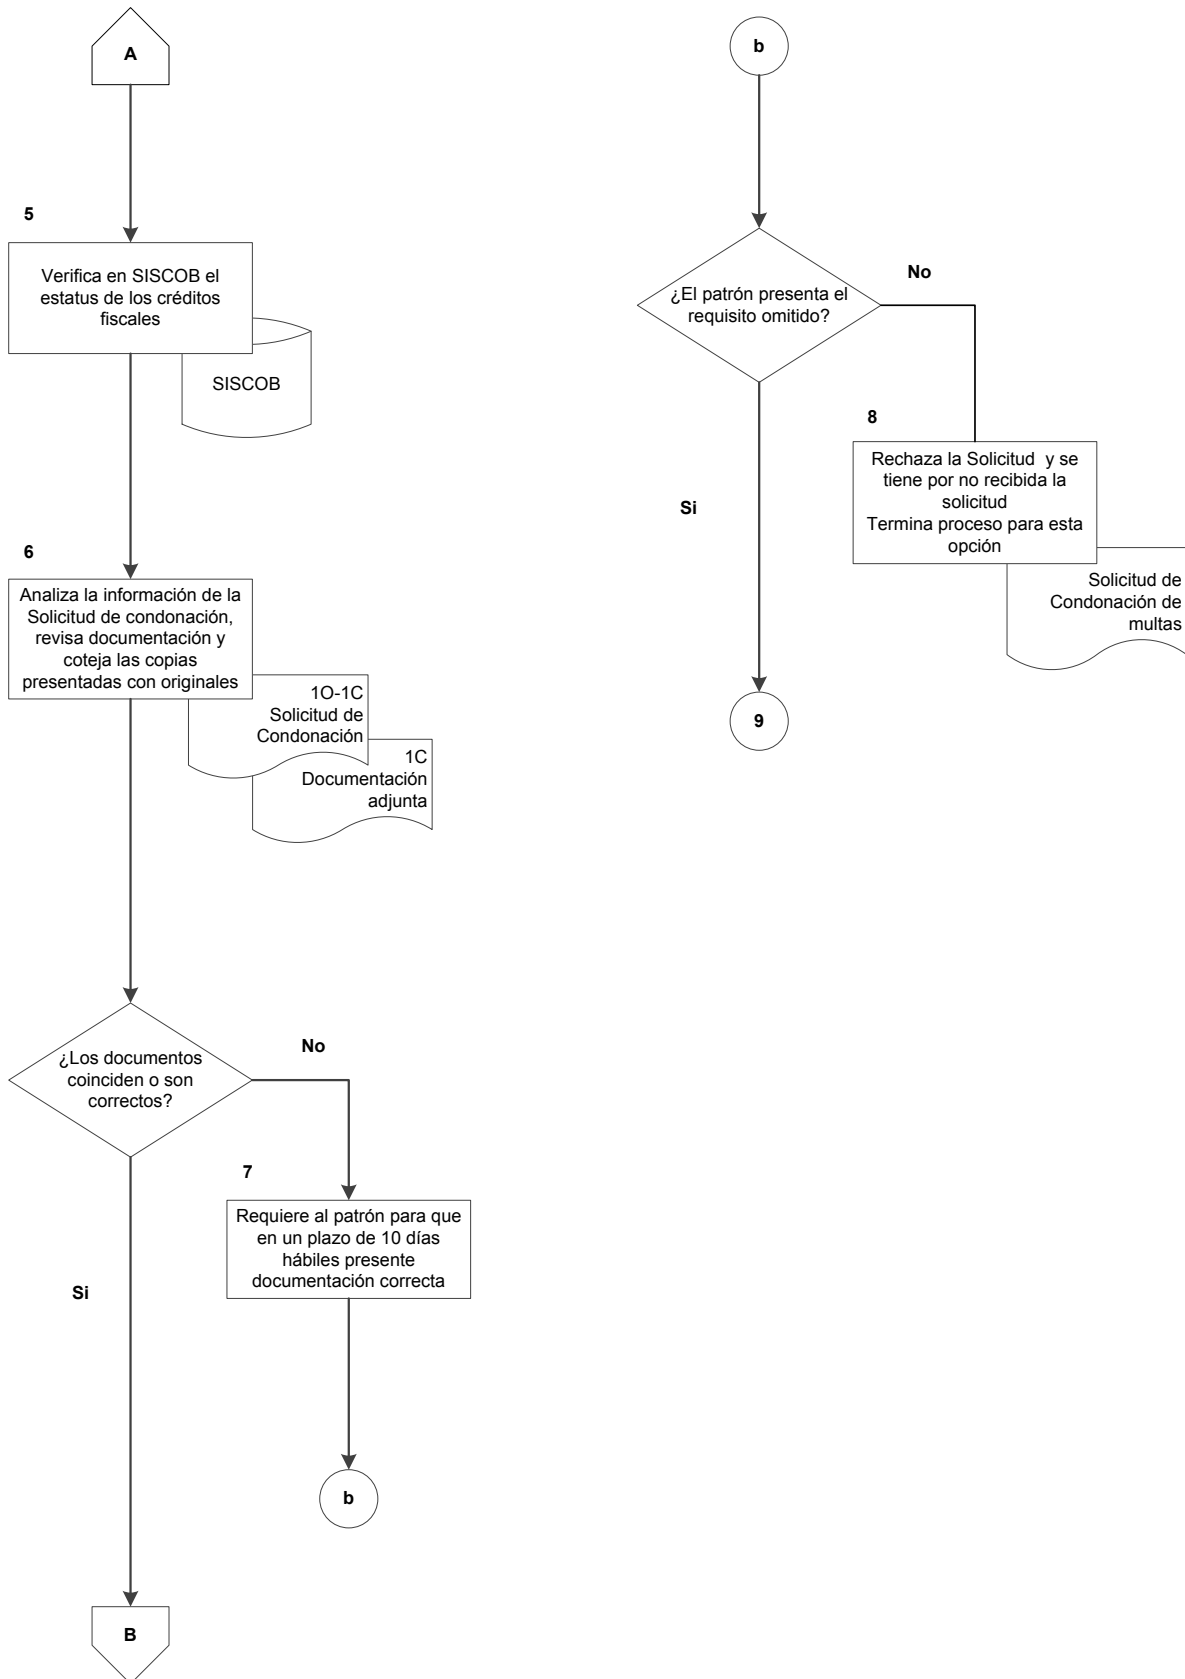 A
5
Verifica en SISCOB el
estatus de los créditos
fiscales
SISCOB
6
Analiza la información de la
Solicitud de condonación,
revisa documentación y
coteja las copias
presentadas con originales
1O-1C
Solicitud de
Condonación
1C
Documentación
adjunta
¿Los documentos
coinciden o son
correctos?
No
Si
7
Requiere al patrón para que
en un plazo de 10 días
hábiles presente
documentación correcta
b
B
b
¿El patrón presenta el
requisito omitido?
No
Si
8
Rechaza la Solicitud y se
tiene por no recibida la
solicitud
Termina proceso para esta
opción
Solicitud de
Condonación de
multas
9